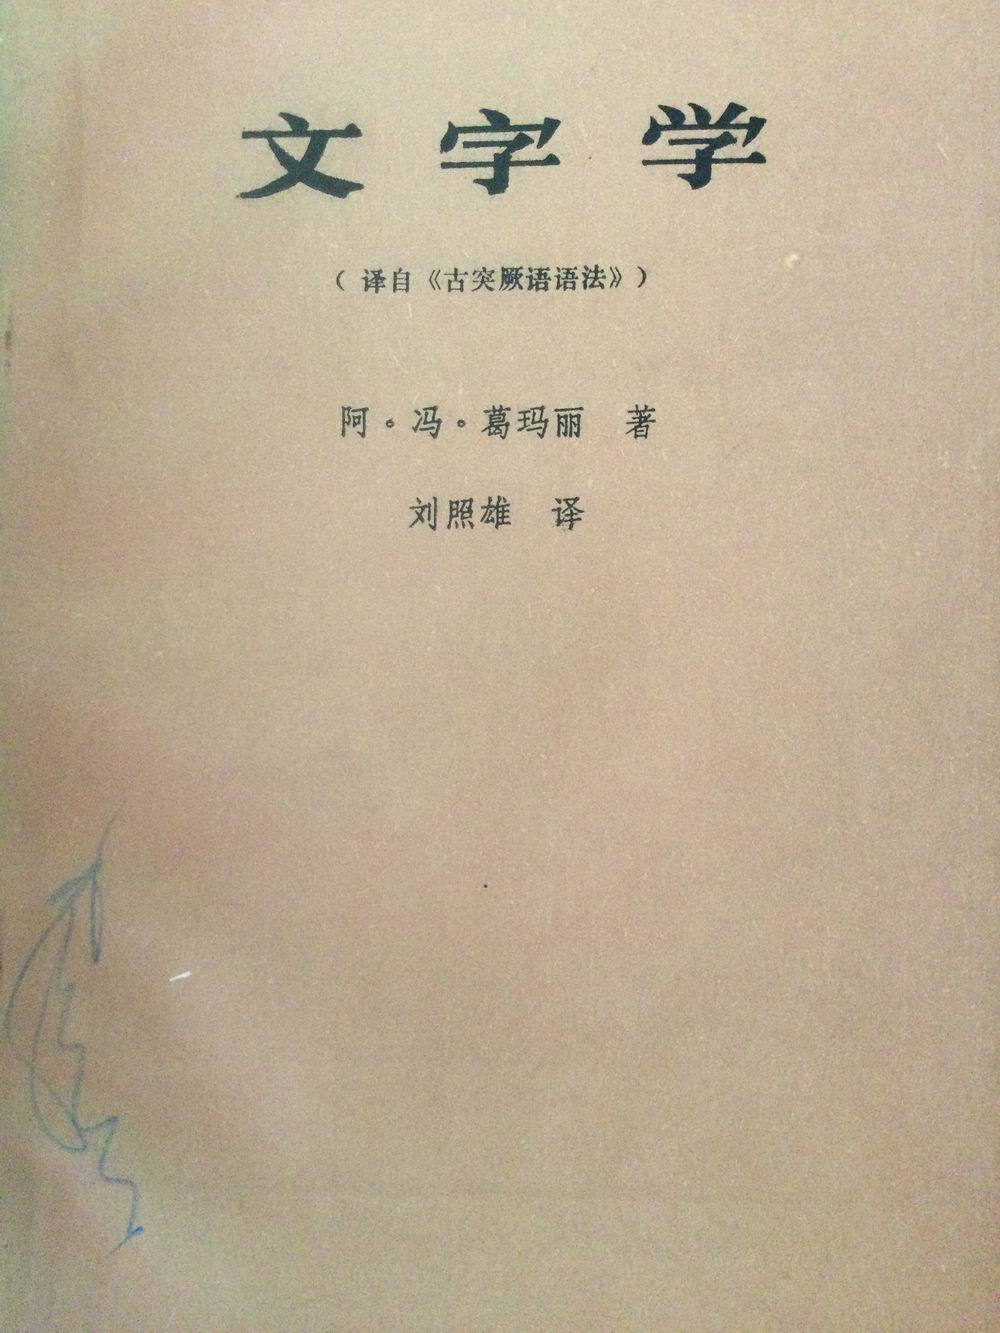 文字学
（译自《古突厥语语法》）
阿·冯·葛玛丽 著
刘照雄 译